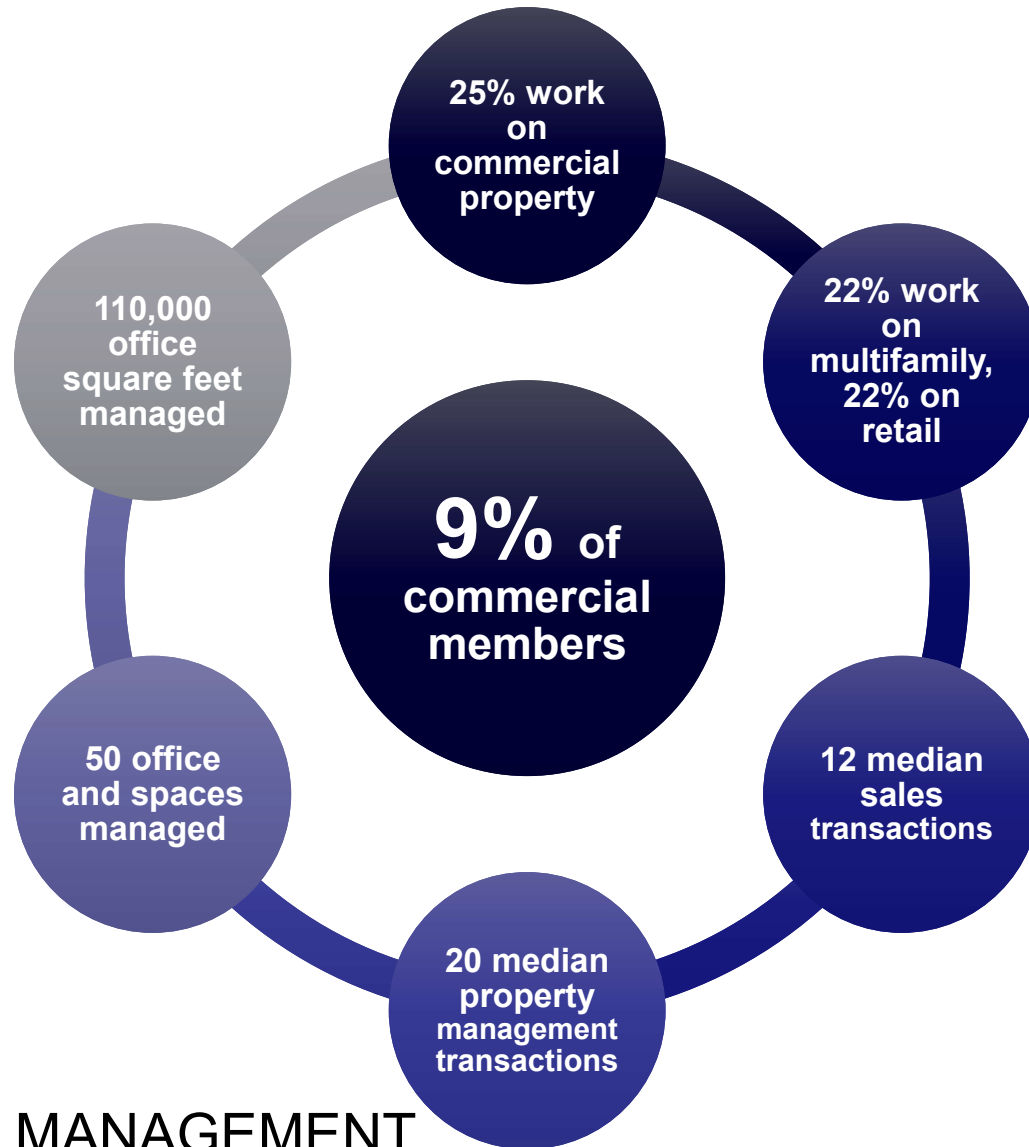 25% work
on
commercial
property
22% work
on
multifamily,
22% on
retail
12 median
sales
transactions
20 median
property
management
transactions
50 office
and spaces
managed
110,000
office
square feet
managed
9% of
commercial
members
MANAGEMENT